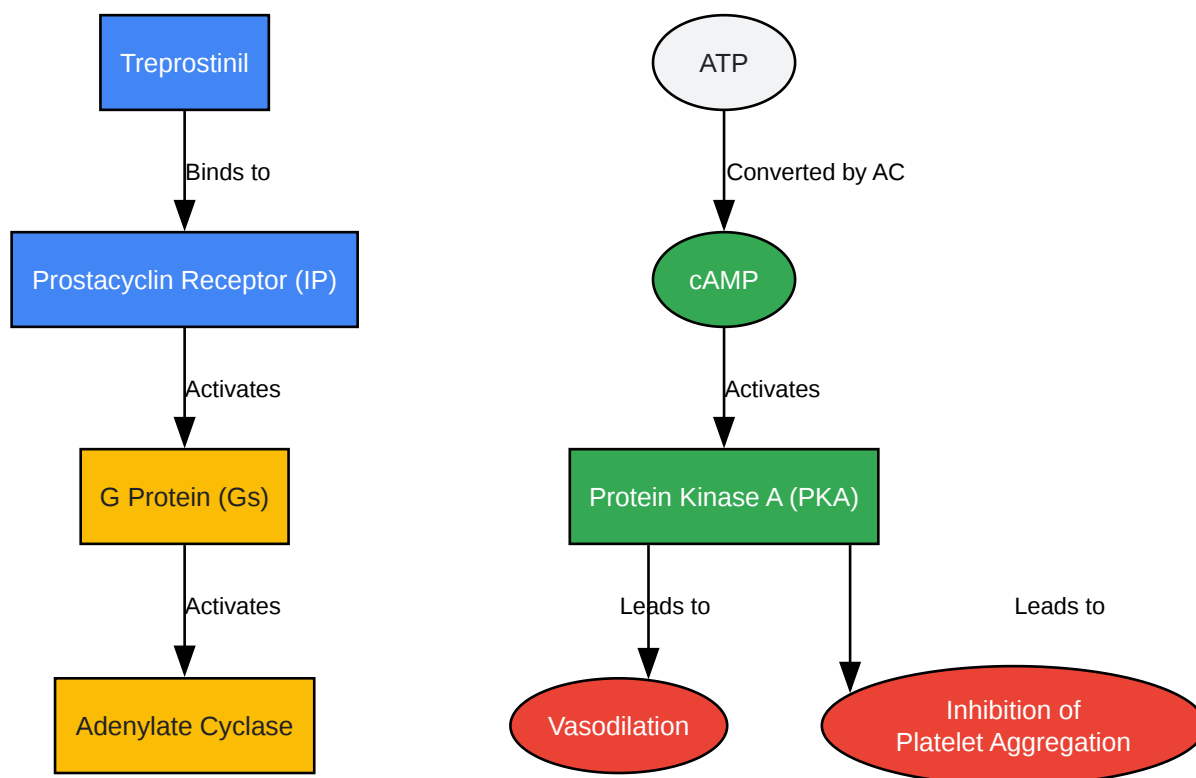 Treprostinil
Binds to
Prostacyclin Receptor (IP)
Activates
G Protein (Gs)
Activates
Adenylate Cyclase
ATP
Converted by AC
cAMP
Activates
Protein Kinase A (PKA)
Leads to
Leads to
Vasodilation
Inhibition of
Platelet Aggregation